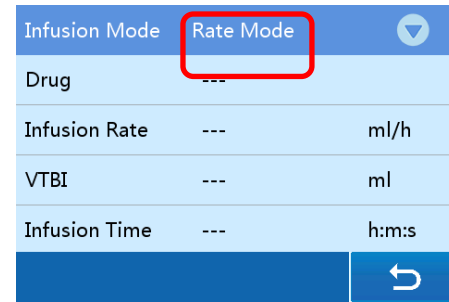 Infusion Mode Rate Mode
Drug ---
Infusion Rate --- ml/h
VTBI --- ml
Infusion Time --- h:m:s